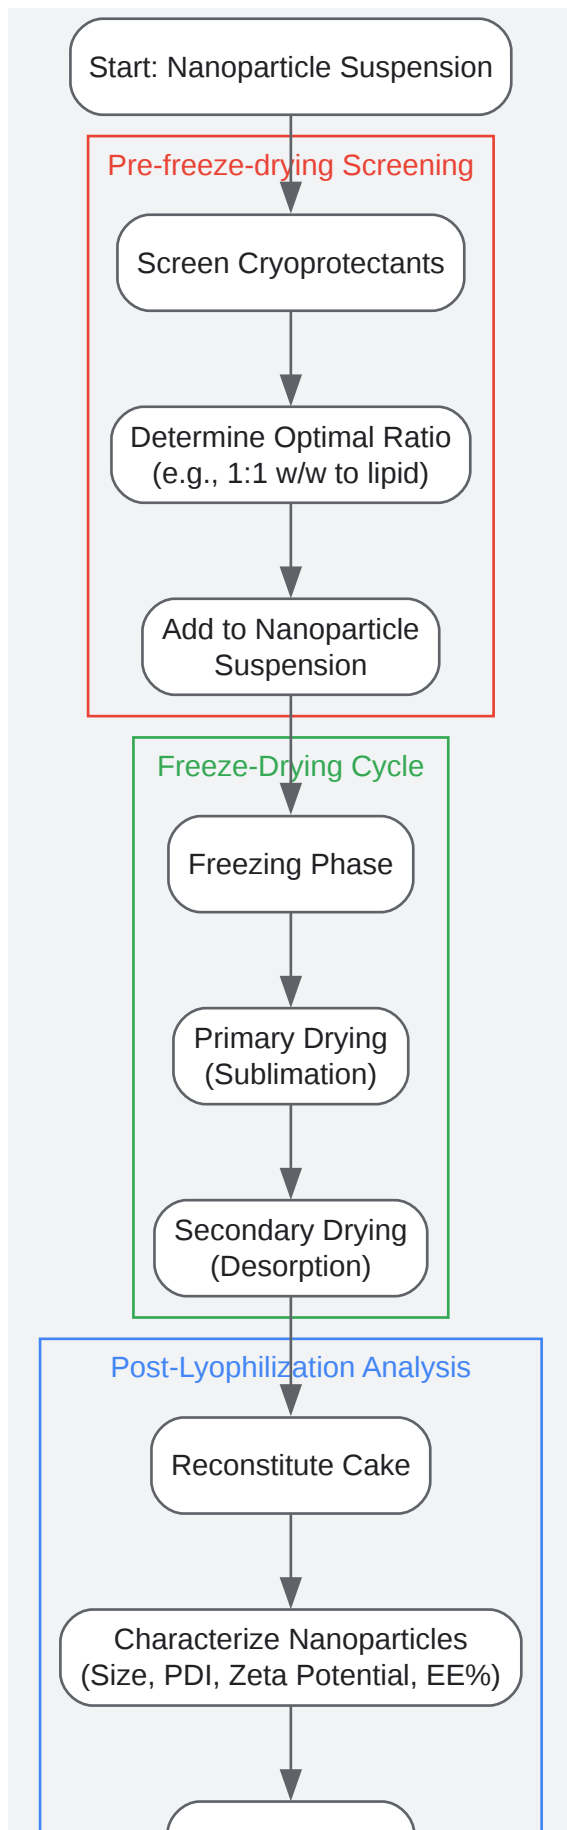 Start: Nanoparticle Suspension
Pre-freeze-drying Screening
Screen Cryoprotectants
Determine Optimal Ratio
(e.g., 1:1 w/w to lipid)
Add to Nanoparticle
Suspension
Freeze-Drying Cycle
Freezing Phase
Primary Drying
(Sublimation)
Secondary Drying
(Desorption)
Post-Lyophilization Analysis
Reconstitute Cake
Characterize Nanoparticles
(Size, PDI, Zeta Potential, EE%)